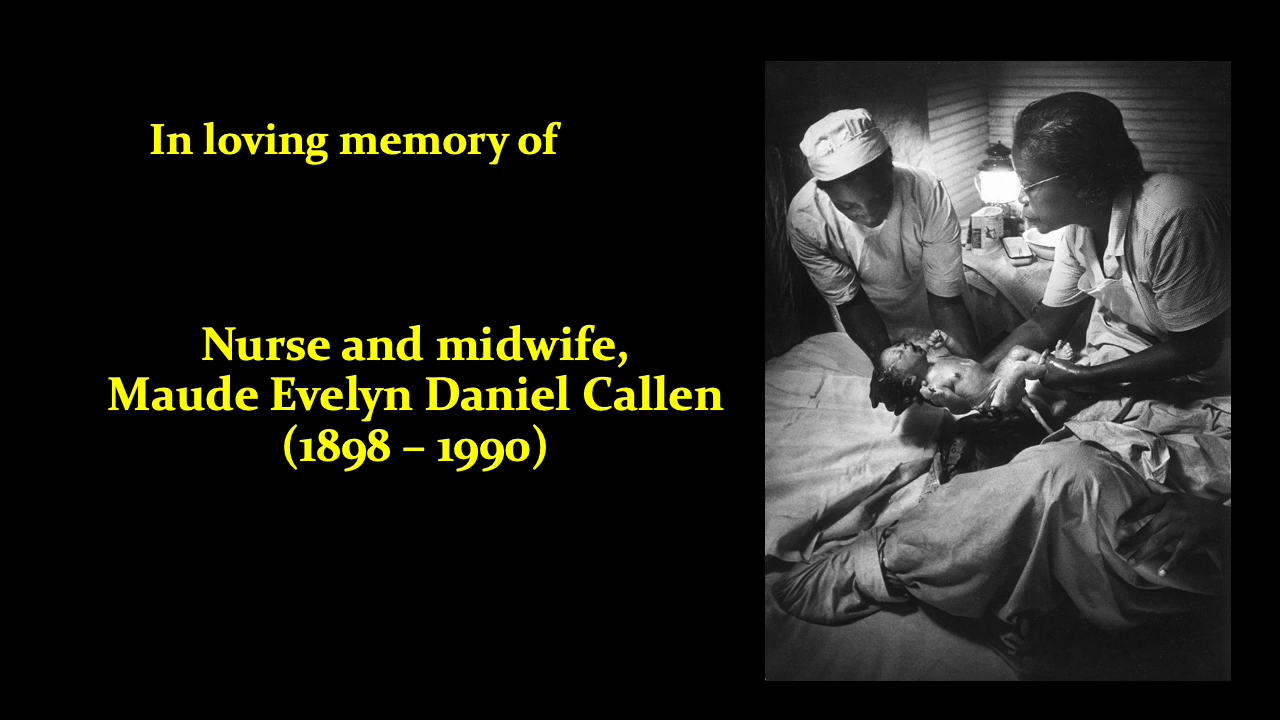 In loving memory of
Nurse and midwife,
Maude Evelyn Daniel Callen
(1898 – 1990)